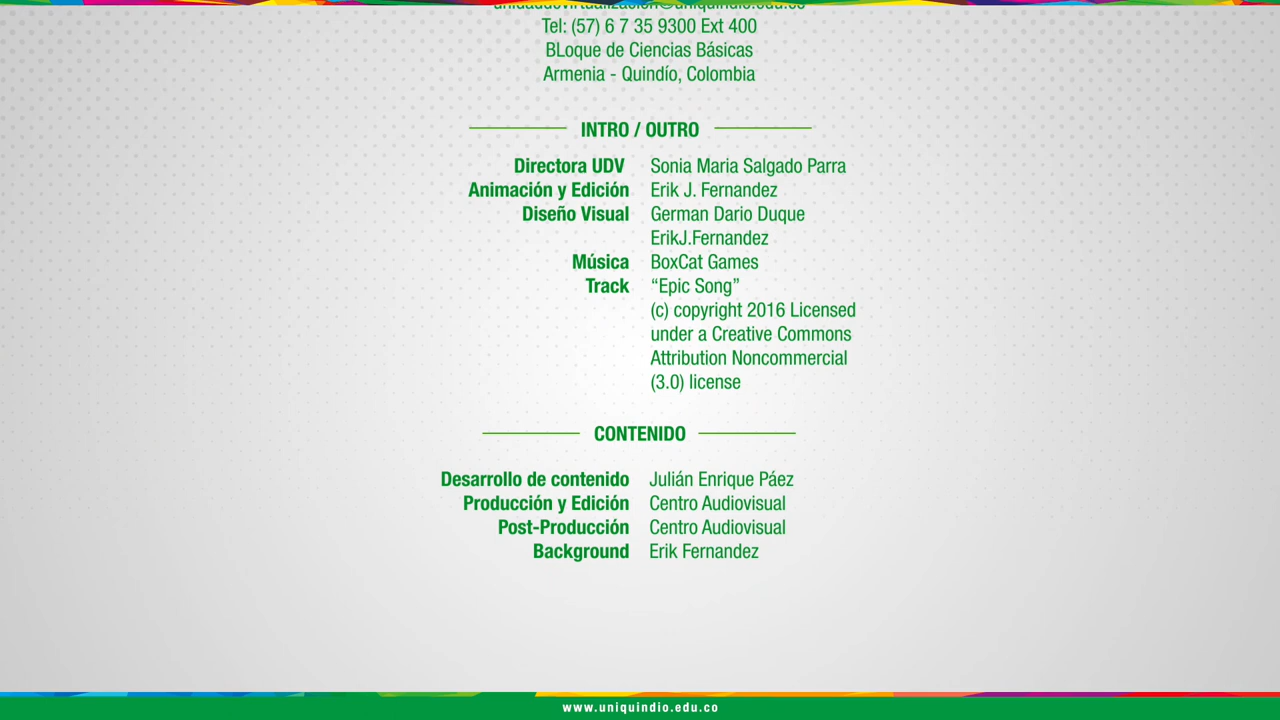 Tel: (57) 6 7 35 9300 Ext 400
BLoque de Ciencias Básicas
Armenia - Quindío, Colombia
INTRO / OUTRO
Directora UDV Sonia Maria Salgado Parra
Animación y Edición Erik J. Fernandez
Diseño Visual German Dario Duque
ErikJ.Fernandez
Música BoxCat Games
Track “Epic Song”
(c) copyright 2016 Licensed
under a Creative Commons
Attribution Noncommercial
(3.0) license
CONTENIDO
Desarrollo de contenido Julián Enrique Páez
Producción y Edición Centro Audiovisual
Post-Producción Centro Audiovisual
Background Erik Fernandez
www.uniquindio.edu.co